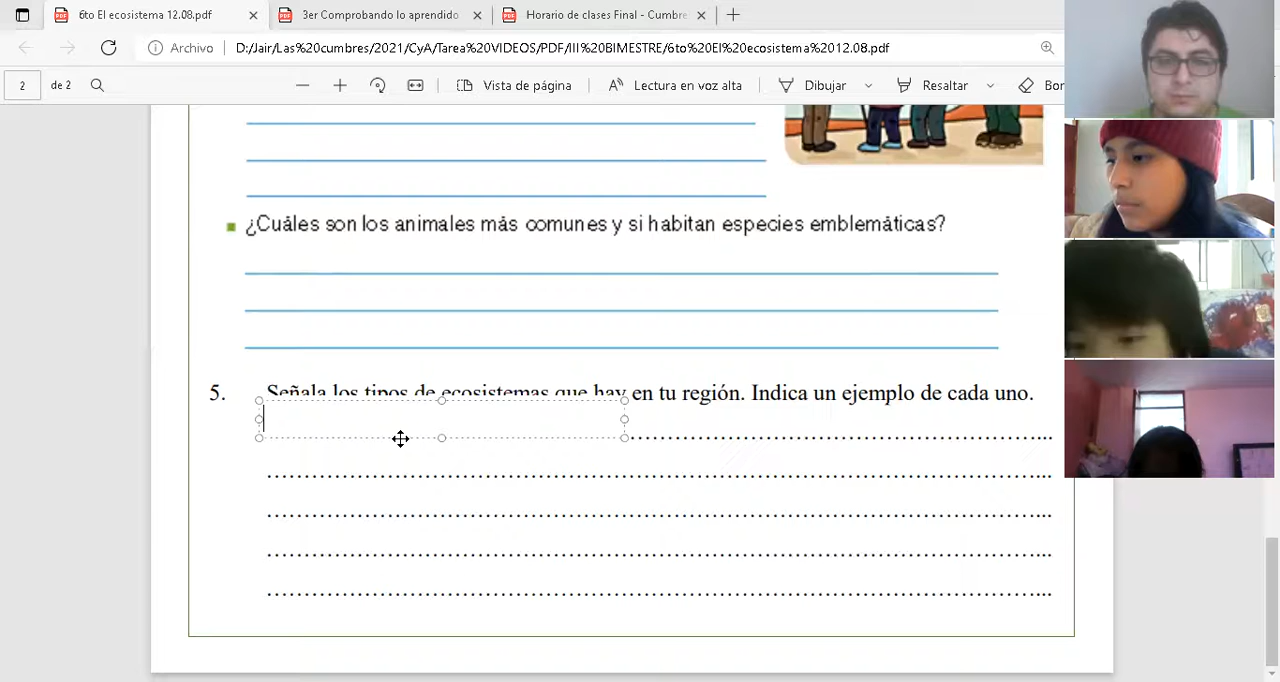 6to El ecosistema 12.08.pdf
3er Comprobando lo aprendido
Horario de clases Final - Cumbre
Archivo
D:/Jair/Las%20cumbres/2021/CyA/Tarea%20VIDEOS/PDF/III%20BIMESTRE/6to%20El%20ecosistema%2012.08.pdf
2 de 2
Vista de página
Lectura en voz alta
Dibujar
Resaltar
Bor
¿Cuáles son los animales más comunes y si habitan especies emblemáticas?
5. Señala los tipos de ecosistemas que hay en tu región. Indica un ejemplo de cada uno.